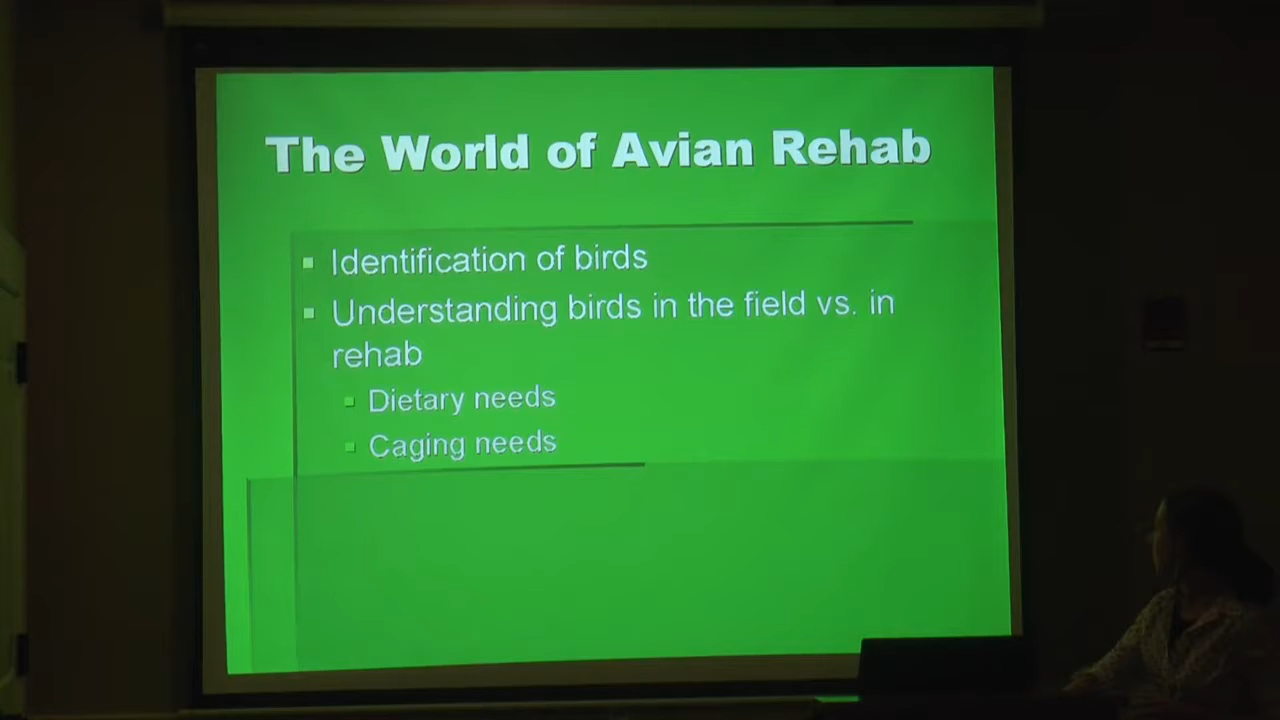 The World of Avian Rehab
Identification of birds
Understanding birds in the field vs. in
rehab
Dietary needs
Caging needs